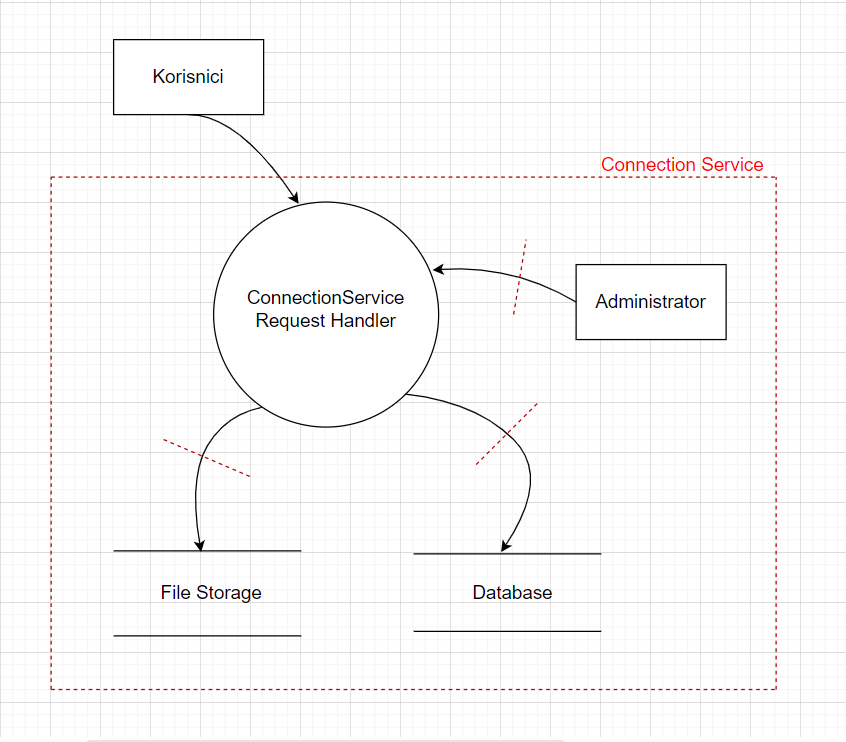 Korisnici
Connection Service
ConnectionService
Request Handler
Administrator
File Storage
Database